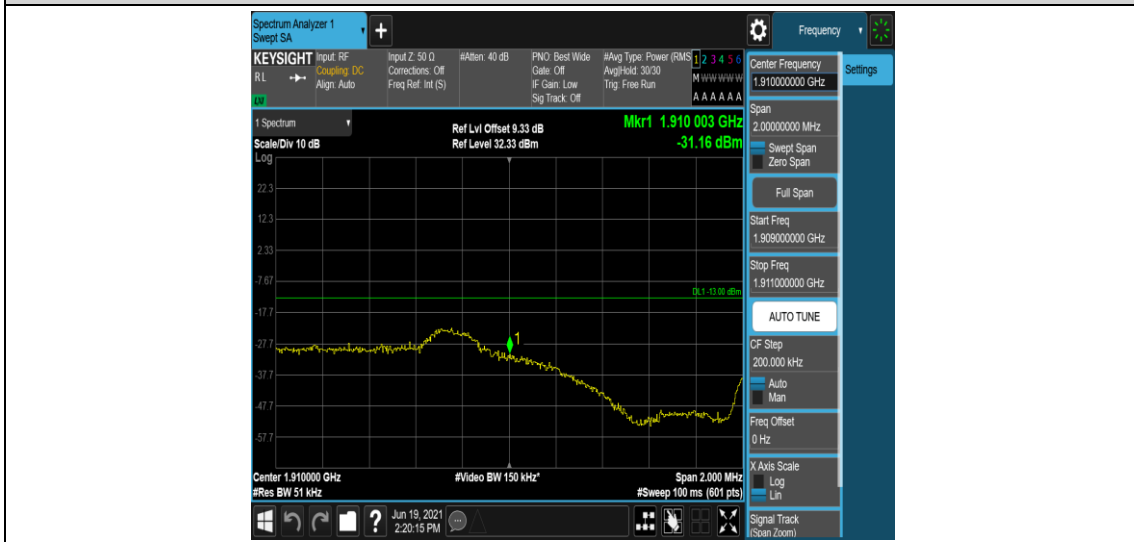 Spectrum Analyzer 1
Swept SA
+
Frequency
KEYSIGHT
RL
LXI
Input: RF
Coupling: DC
Align: Auto
Input Z: 50 Ω
Corrections: Off
Freq Ref: Int (S)
#Atten: 40 dB
PNO: Best Wide
Gate: Off
IF Gain: Low
Sig Track: Off
#Avg Type: Power (RMS
Avg|Hold: 30/30
Trig: Free Run
1 2 3 4 5 6
M W W W W W
A A A A A A
Center Frequency
1.910000000 GHz
Settings
Span
2.00000000 MHz
Swept Span
Zero Span
Full Span
Start Freq
1.909000000 GHz
Stop Freq
1.911000000 GHz
AUTO TUNE
CF Step
200.000 kHz
Auto
Man
Freq Offset
0 Hz
X Axis Scale
Log
Lin
Signal Track
(Span Zoom)
1 Spectrum
Scale/Div 10 dB
Log
Ref Lvl Offset 9.33 dB
Ref Level 32.33 dBm
Mkr1 1.910 003 GHz
-31.16 dBm
22.3
12.3
2.33
-7.67
DL1 -13.00 dBm
-17.7
1
-27.7
-37.7
-47.7
-57.7
Center 1.910000 GHz
#Res BW 51 kHz
#Video BW 150 kHz*
Span 2.000 MHz
#Sweep 100 ms (601 pts)
?
Jun 19, 2021
2:20:15 PM